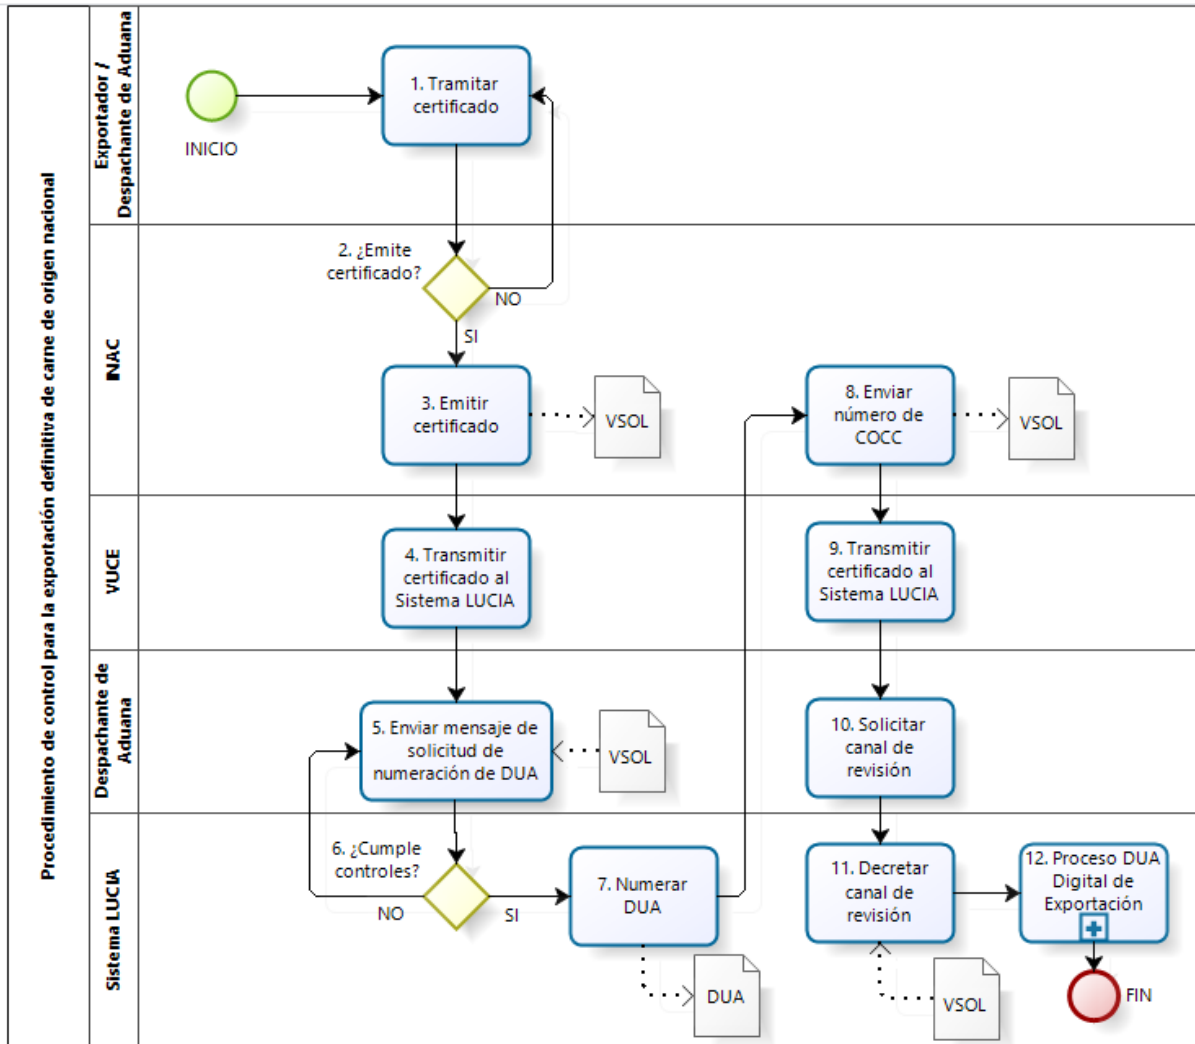 Procedimiento de control para la exportación definitiva de carne de origen nacional
Exportador /
Despachante de Aduana
INICIO
1. Tramitar
certificado
INAC
2. ¿Emite
certificado?
NO
SI
3. Emitir
certificado
VSOL
8. Enviar
número de
COCC
VSOL
VUCE
4. Transmitir
certificado al
Sistema LUCIA
9. Transmitir
certificado al
Sistema LUCIA
Despachante de
Aduana
5. Enviar mensaje de
solicitud de
numeración de DUA
VSOL
10. Solicitar
canal de
revisión
Sistema LUCIA
6. ¿Cumple
controles?
NO
SI
7. Numerar
DUA
DUA
11. Decretar
canal de
revisión
VSOL
12. Proceso DUA
Digital de
Exportación
FIN